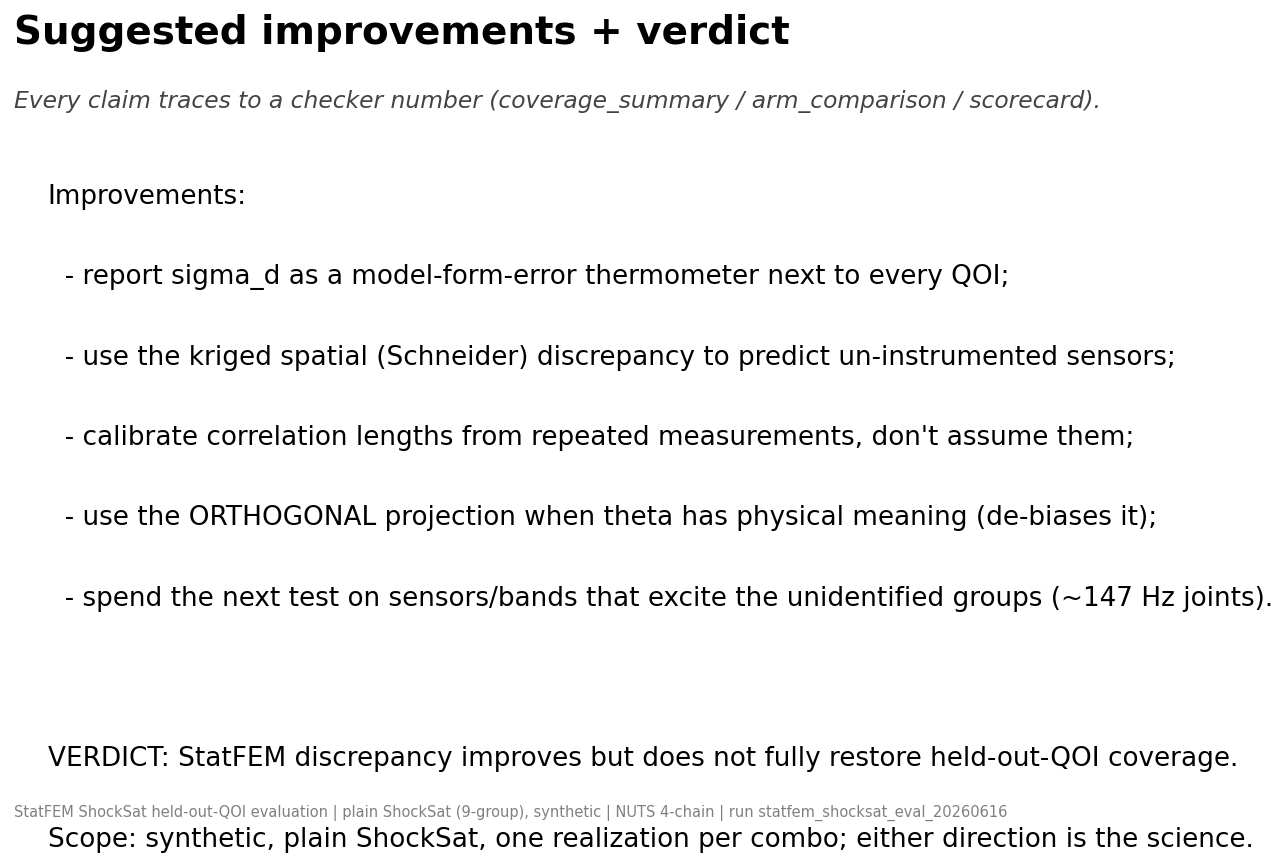 Suggested improvements + verdict
Every claim traces to a checker number (coverage_summary / arm_comparison / scorecard).
Improvements:
- report sigma_d as a model-form-error thermometer next to every QOI;
- use the kriged spatial (Schneider) discrepancy to predict un-instrumented sensors;
- calibrate correlation lengths from repeated measurements, don't assume them;
- use the ORTHOGONAL projection when theta has physical meaning (de-biases it);
- spend the next test on sensors/bands that excite the unidentified groups (~147 Hz joints).
VERDICT: StatFEM discrepancy improves but does not fully restore held-out-QOI coverage.
StatFEM ShockSat held-out-QOI evaluation | plain ShockSat (9-group), synthetic | NUTS 4-chain | run statfem_shocksat_eval_20260616
Scope: synthetic, plain ShockSat, one realization per combo; either direction is the science.